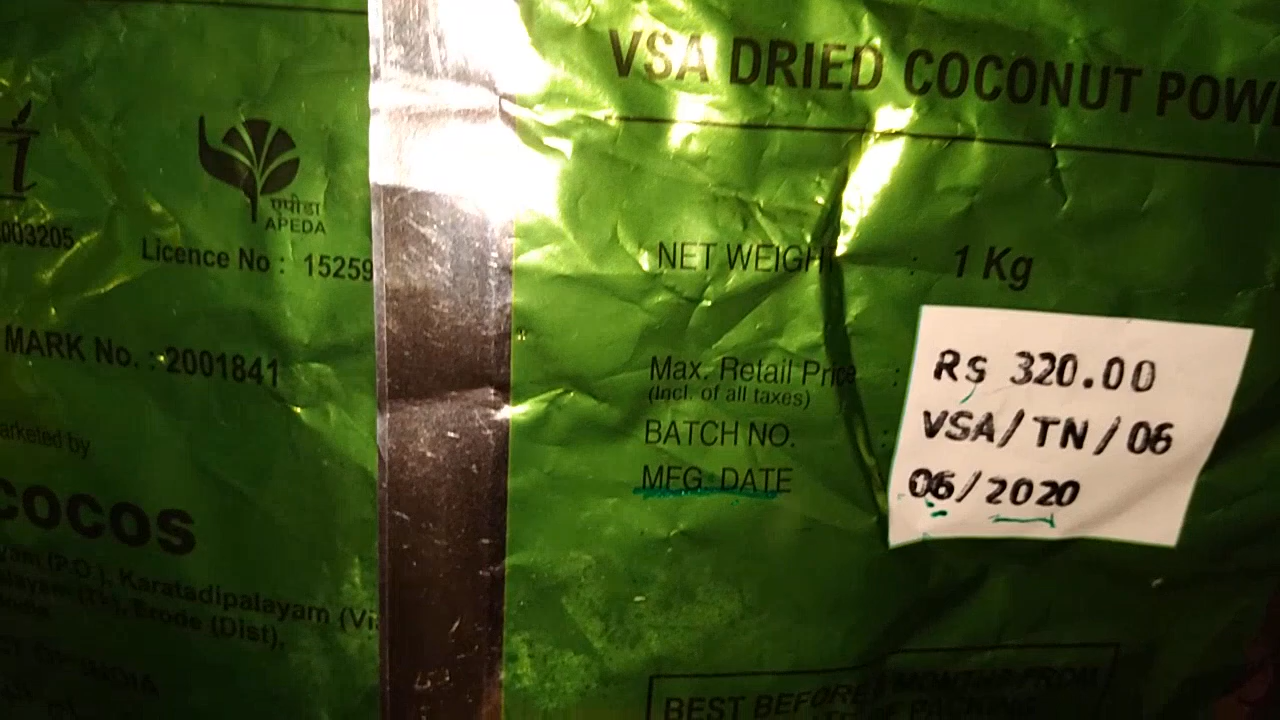 VSA DRIED COCONUT
एपीडा
APEDA
003205
Licence No : 15259
MARK No. : 2001841
arketed by
COCOS
Karatadipalayam
Erode (Dist),
NET WEIGHT : 1 Kg
Max. Retail Price : Rs 320.00
(Incl. of all taxes)
BATCH NO. : VSA/TN/06
MFG. DATE 06/2020
BEST BEFORE MONTHS FROM